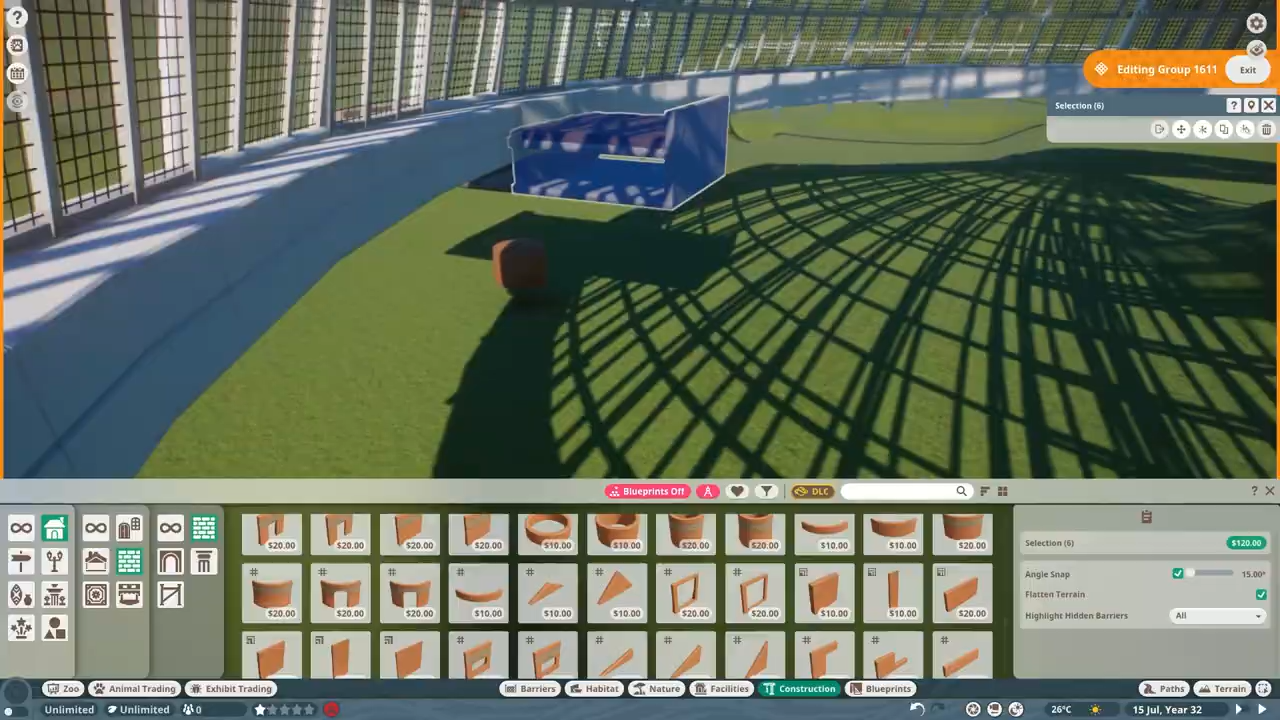 Editing Group 1611
Exit
Selection (6)
?
Blueprints Off
DLC
?
$20.00 $20.00 $20.00 $20.00 $10.00 $10.00 $20.00 $20.00 $10.00 $10.00 $20.00
$20.00 $20.00 $20.00 $10.00 $10.00 $10.00 $20.00 $20.00 $10.00 $10.00 $20.00
Selection (6)
$120.00
Angle Snap
15.00°
Flatten Terrain
Highlight Hidden Barriers
All
Zoo
Animal Trading
Exhibit Trading
Barriers
Habitat
Nature
Facilities
Construction
Blueprints
Paths
Terrain
Unlimited
Unlimited
0
26°C
15 Jul, Year 32